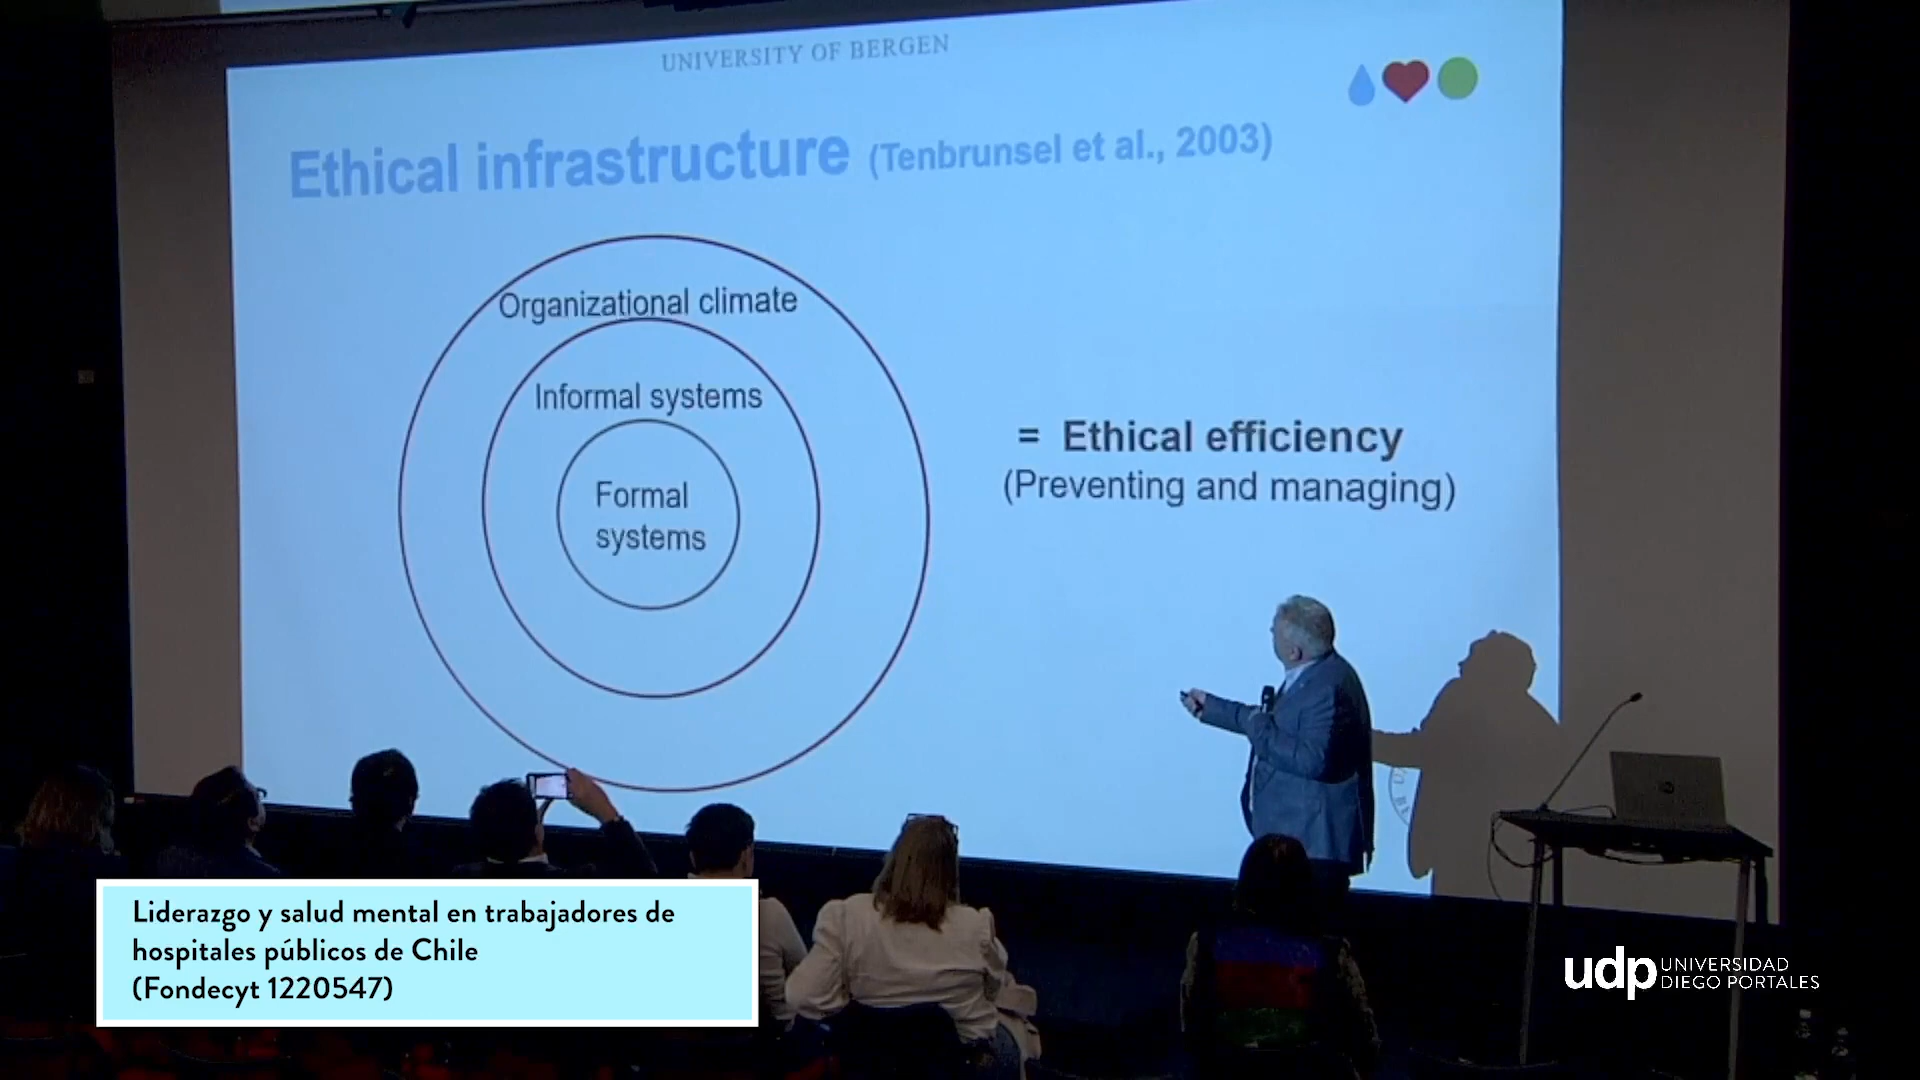 UNIVERSITY OF BERGEN
Ethical infrastructure (Tenbrunsel et al., 2003)
Organizational climate
Informal systems
Formal
systems
= Ethical efficiency
(Preventing and managing)
Liderazgo y salud mental en trabajadores de
hospitales públicos de Chile
(Fondecyt 1220547)
udp UNIVERSIDAD
DIEGO PORTALES